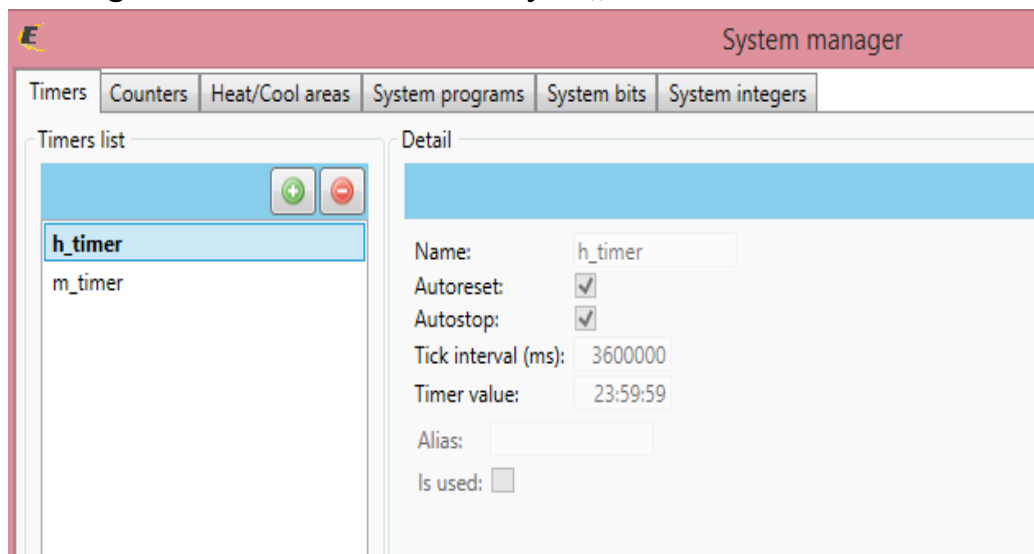 System manager
Timers Counters Heat/Cool areas System programs System bits System integers
Timers list
h_timer
m_timer
Detail
Name: h_timer
Autoreset:
Autostop:
Tick interval (ms): 3600000
Timer value: 23:59:59
Alias:
Is used: